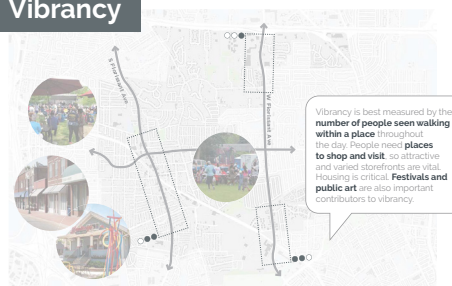 Vibrancy
S Florissant Ave
W Florissant Ave
Vibrancy is best measured by the
number of people seen walking
within a place throughout
the day. People need places
to shop and visit, so attractive
and varied storefronts are vital.
Housing is critical. Festivals and
public art are also important
contributors to vibrancy.